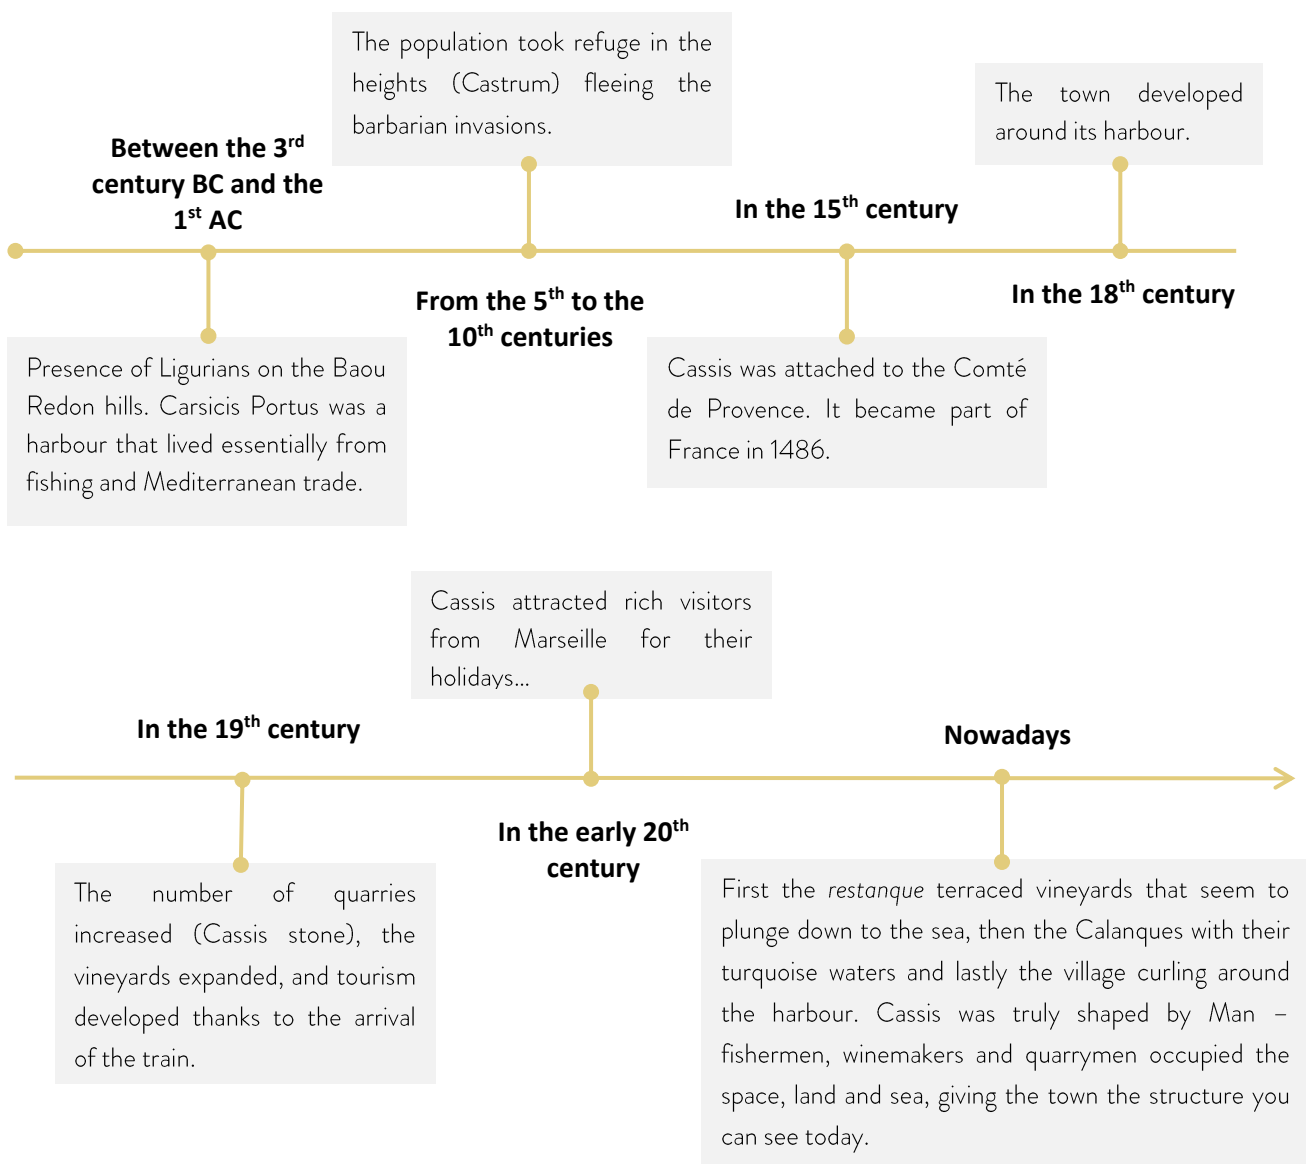 Between the 3rd
century BC and the
1st AC
Presence of Ligurians on the Baou
Redon hills. Carsicis Portus was a
harbour that lived essentially from
fishing and Mediterranean trade.
The population took refuge in the
heights (Castrum) fleeing the
barbarian invasions.
From the 5th to the
10th centuries
In the 15th century
Cassis was attached to the Comté
de Provence. It became part of
France in 1486.
The town developed
around its harbour.
In the 18th century
In the 19th century
The number of quarries
increased (Cassis stone), the
vineyards expanded, and tourism
developed thanks to the arrival
of the train.
Cassis attracted rich visitors
from Marseille for their
holidays...
In the early 20th
century
Nowadays
First the restanque terraced vineyards that seem to
plunge down to the sea, then the Calanques with their
turquoise waters and lastly the village curling around
the harbour. Cassis was truly shaped by Man –
fishermen, winemakers and quarrymen occupied the
space, land and sea, giving the town the structure you
can see today.